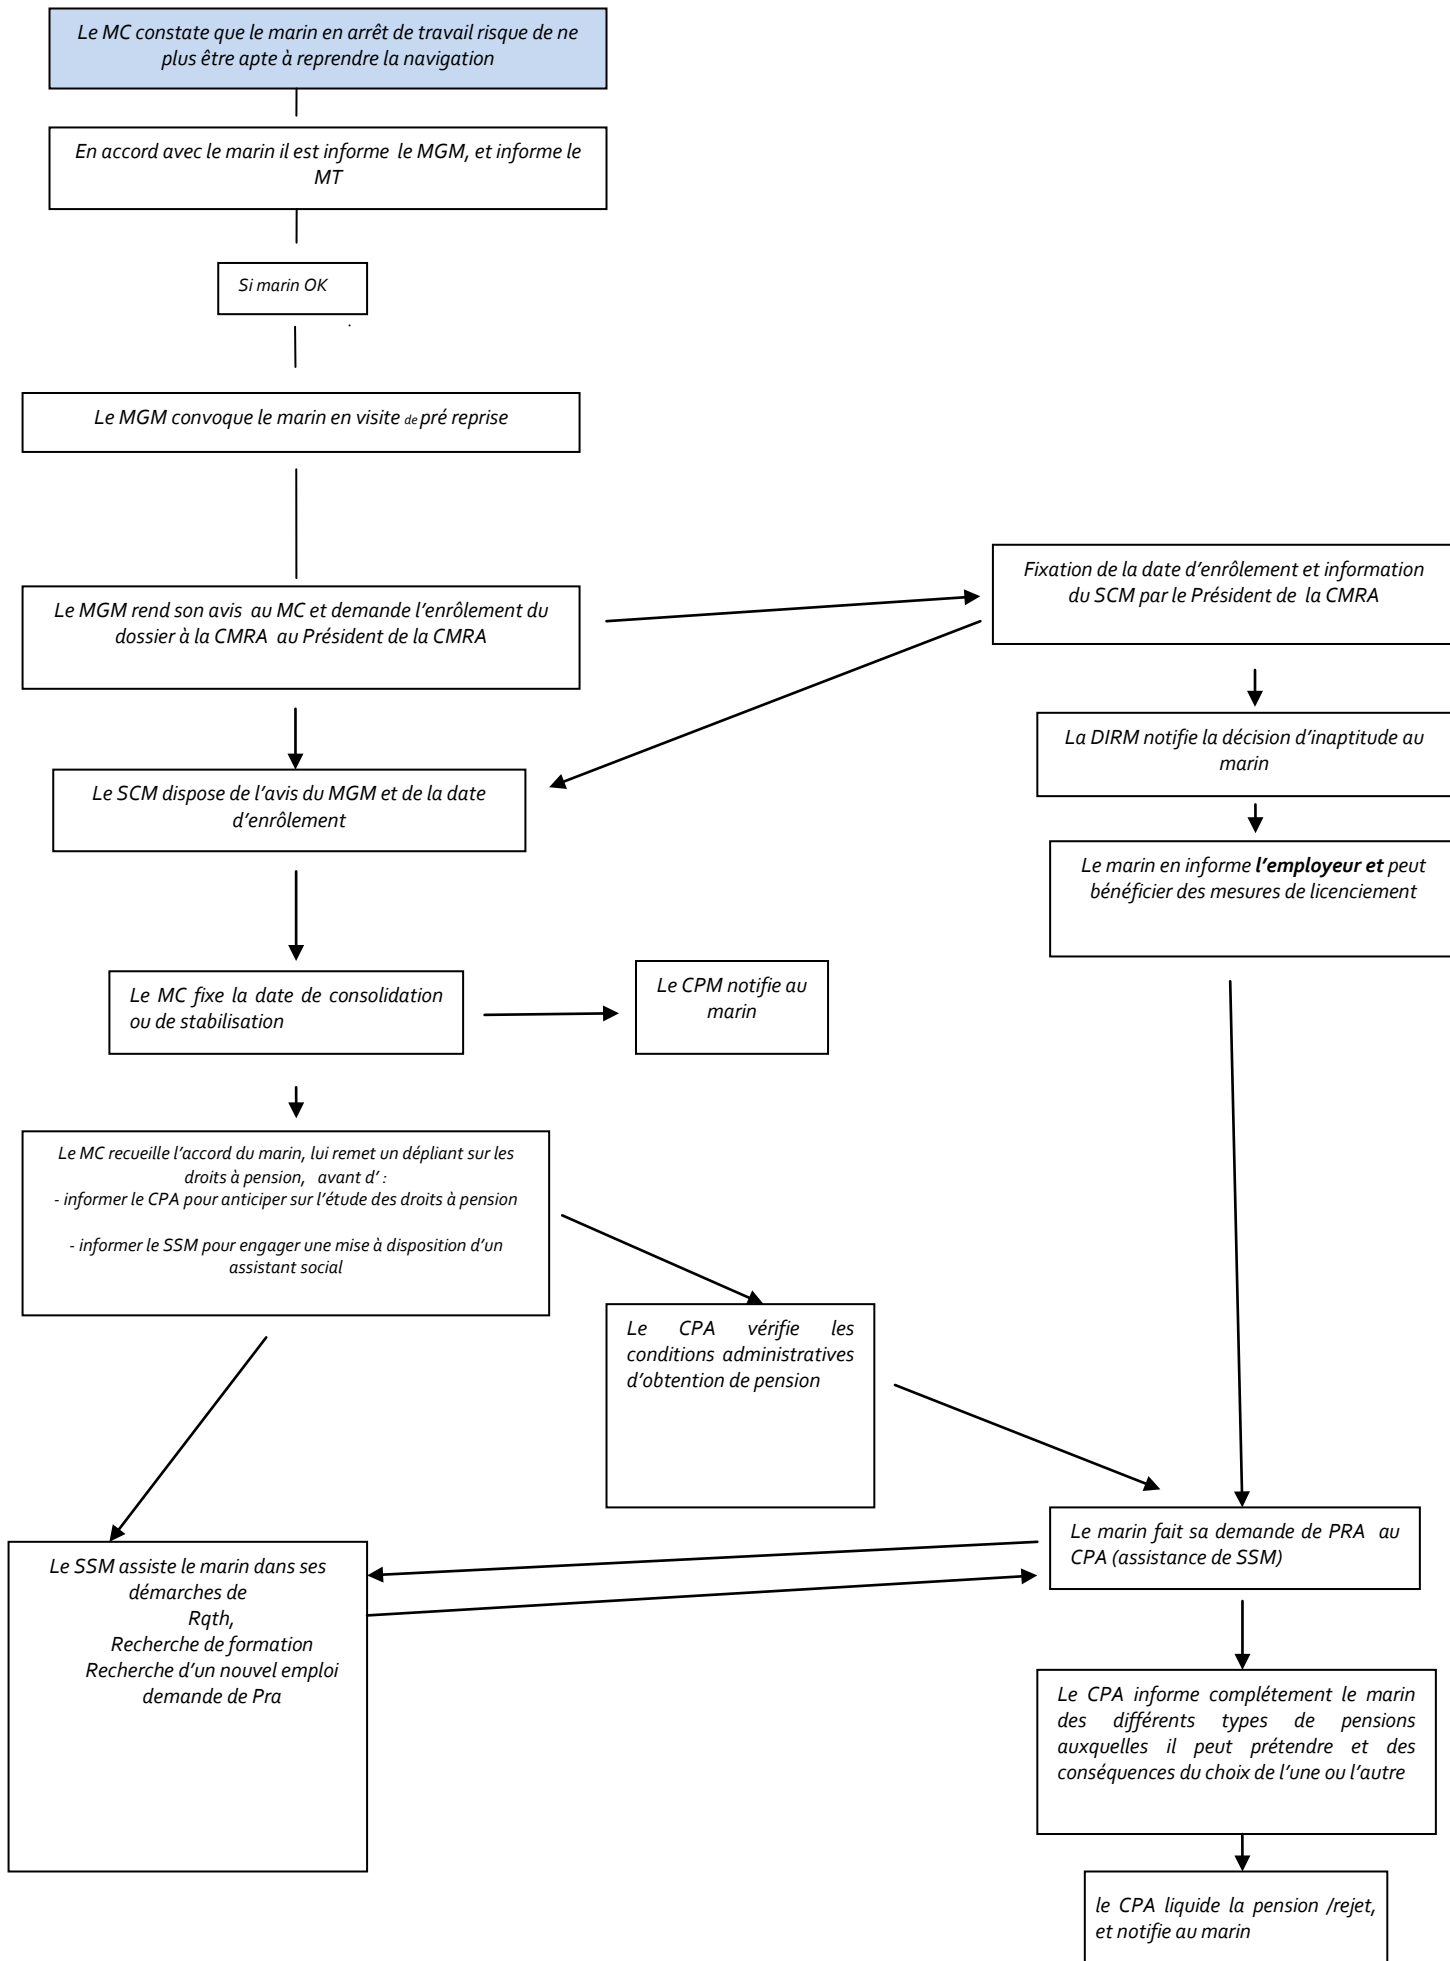 Le MC constate que le marin en arrêt de travail risque de ne
plus être apte à reprendre la navigation
En accord avec le marin il est informe le MGM, et informe le
MT
Si marin OK
.
Le MGM convoque le marin en visite de pré reprise
Le MGM rend son avis au MC et demande l’enrôlement du
dossier à la CMRA au Président de la CMRA
Fixation de la date d’enrôlement et information
du SCM par le Président de la CMRA
La DIRM notifie la décision d’inaptitude au
marin
Le SCM dispose de l’avis du MGM et de la date
d’enrôlement
Le marin en informe l’employeur et peut
bénéficier des mesures de licenciement
Le MC fixe la date de consolidation
ou de stabilisation
Le CPM notifie au
marin
Le MC recueille l’accord du marin, lui remet un dépliant sur les
droits à pension, avant d’ :
- informer le CPA pour anticiper sur l’étude des droits à pension
- informer le SSM pour engager une mise à disposition d’un
assistant social
Le CPA vérifie les
conditions administratives
d’obtention de pension
Le marin fait sa demande de PRA au
CPA (assistance de SSM)
Le SSM assiste le marin dans ses
démarches de
Rqth,
Recherche de formation
Recherche d’un nouvel emploi
demande de Pra
Le CPA informe complétement le marin
des différents types de pensions
auxquelles il peut prétendre et des
conséquences du choix de l’une ou l’autre
le CPA liquide la pension /rejet,
et notifie au marin